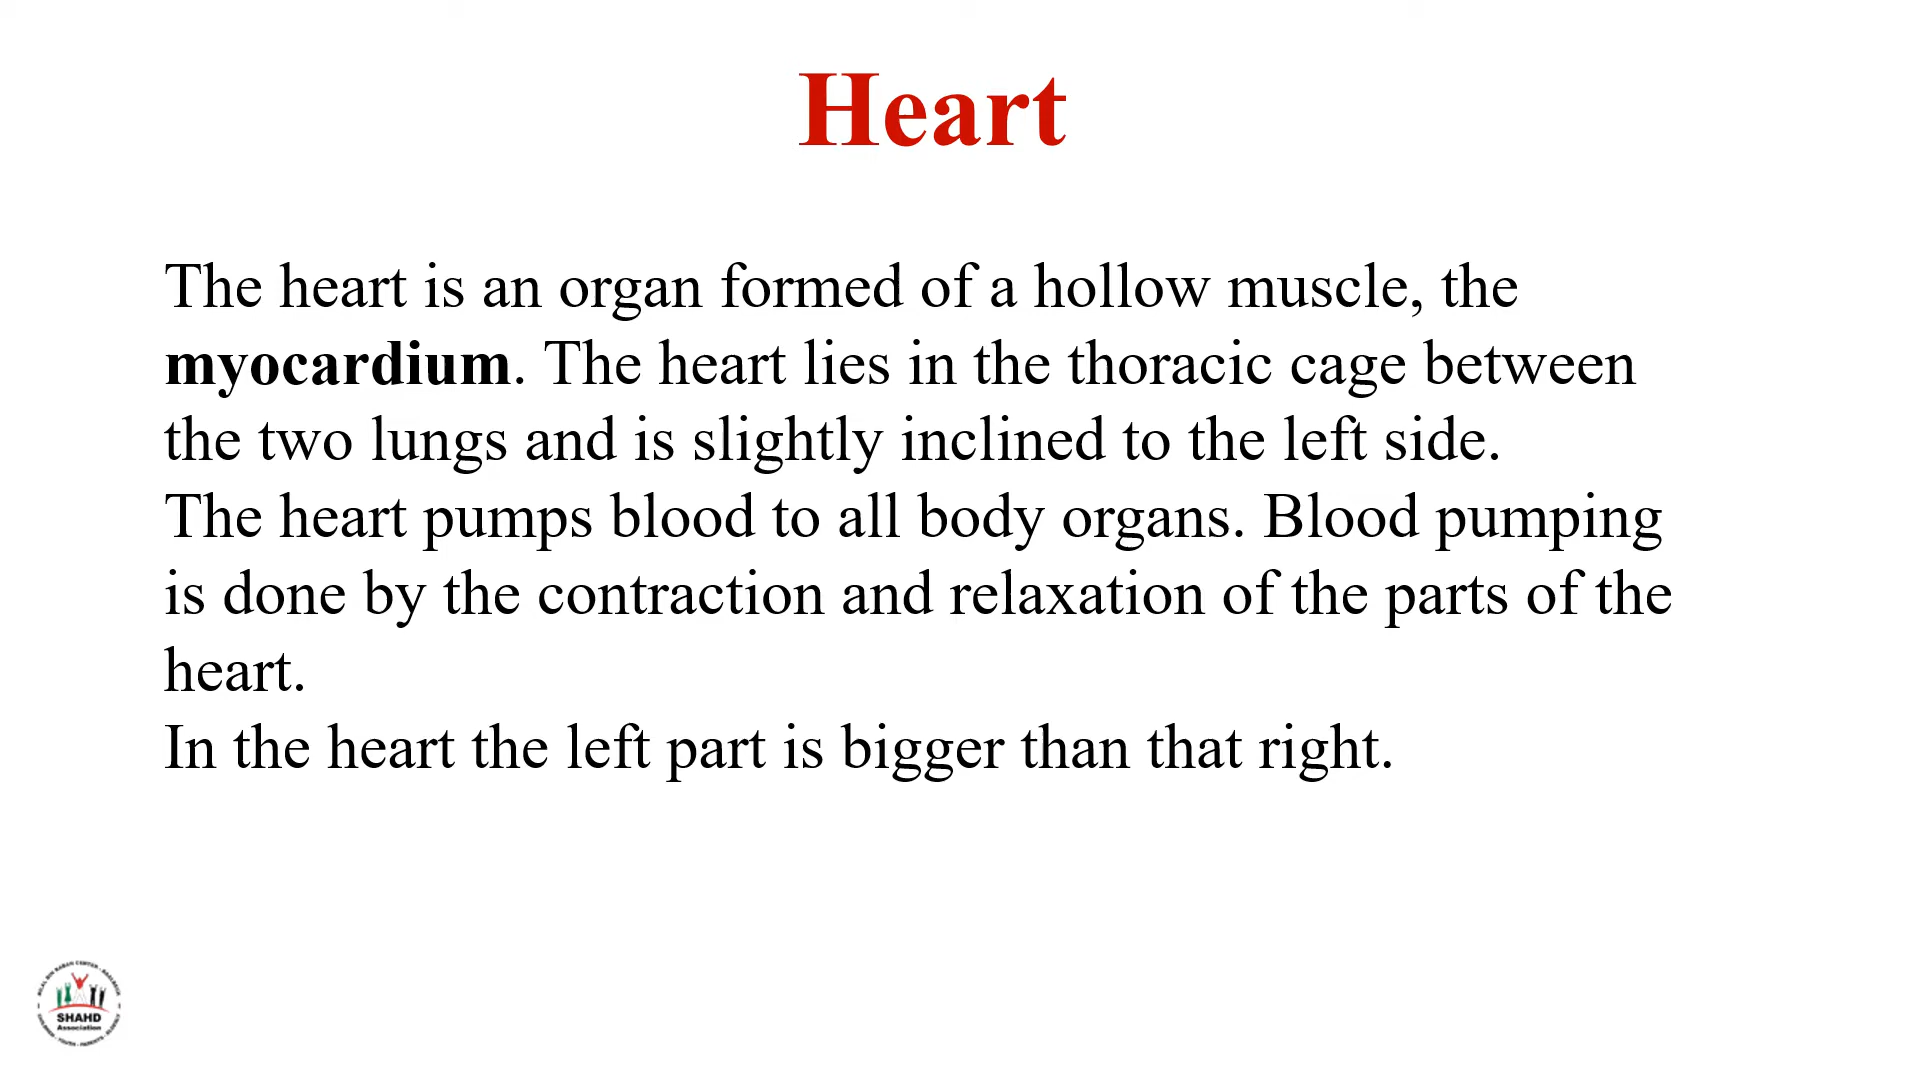 Heart
The heart is an organ formed of a hollow muscle, the
myocardium. The heart lies in the thoracic cage between
the two lungs and is slightly inclined to the left side.
The heart pumps blood to all body organs. Blood pumping
is done by the contraction and relaxation of the parts of the
heart.
In the heart the left part is bigger than that right.
SHAHD
Association